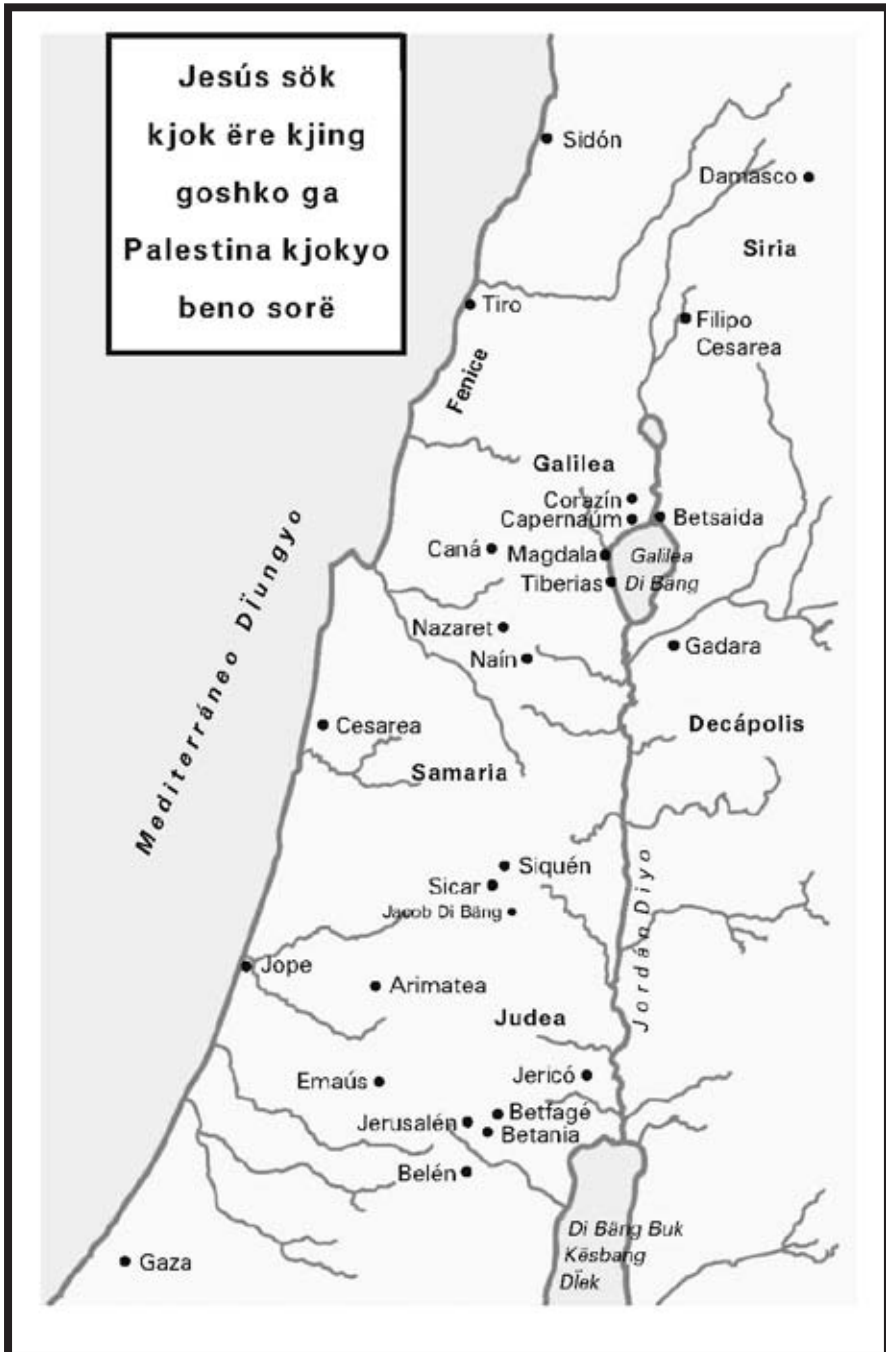 Jesús sök
kjok ëre kjing
goshko ga
Palestina kjokyo
beno sorë
Sidón
Damasco
Siria
Tiro
Filipo
Cesarea
Fenice
Galilea
Corazín
Capernaúm
Betsaida
Caná
Magdala
Galilea
Tiberias
Di Bäng
Mediterráneo Dïungyo
Nazaret
Gadara
Naín
Cesarea
Decápolis
Samaria
Siquén
Sicar
Jacob Di Bäng
Jordán Diyo
Jope
Arimatea
Judea
Emaús
Jericó
Betfagé
Jerusalén
Betania
Belén
Di Bäng Buk
Kësbang
Dïek
Gaza